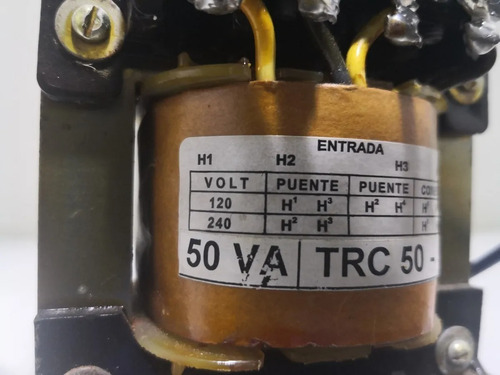 ENTRADA
H1 H2 H3
VOLT PUENTE PUENTE
120 H¹ H³ H² H⁴
240 H² H³
50 VA TRC 50 -